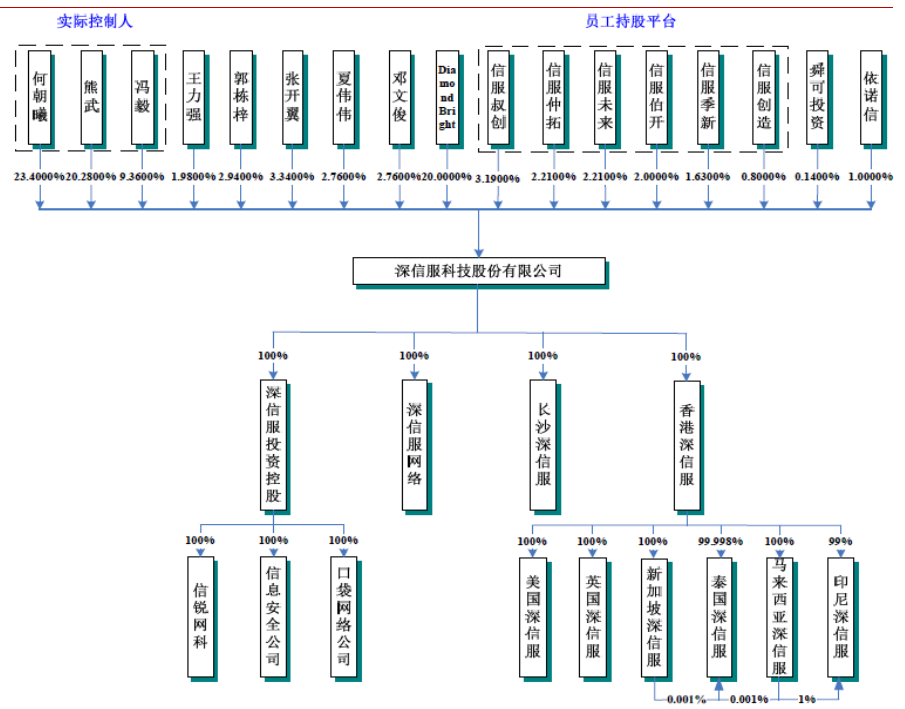 实际控制人
员工持股平台
何朝曦
熊武
冯毅
王力强
郭栋梓
张开翼
夏伟伟
邓文俊
Dia
mo
nd
Bri
ght
信服叔创
信服仲拓
信服未来
信服伯开
信服季新
信服创造
舜可投资
依诺信
23.4000%
20.2800%
9.3600%
1.9800%
2.9400%
3.3400%
2.7600%
2.7600%
20.0000%
3.1900%
2.2100%
2.2100%
2.0000%
1.6300%
0.8000%
0.1400%
1.0000%
深信服科技股份有限公司
100%
100%
100%
100%
深信服投资控股
深信服网络
长沙深信服
香港深信服
100%
100%
100%
100%
100%
100%
99.998%
100%
99%
信锐网科
信息安全公司
口袋网络公司
美国深信服
英国深信服
新加坡深信服
泰国深信服
马来西亚深信服
印尼深信服
0.001%
0.001%
1%